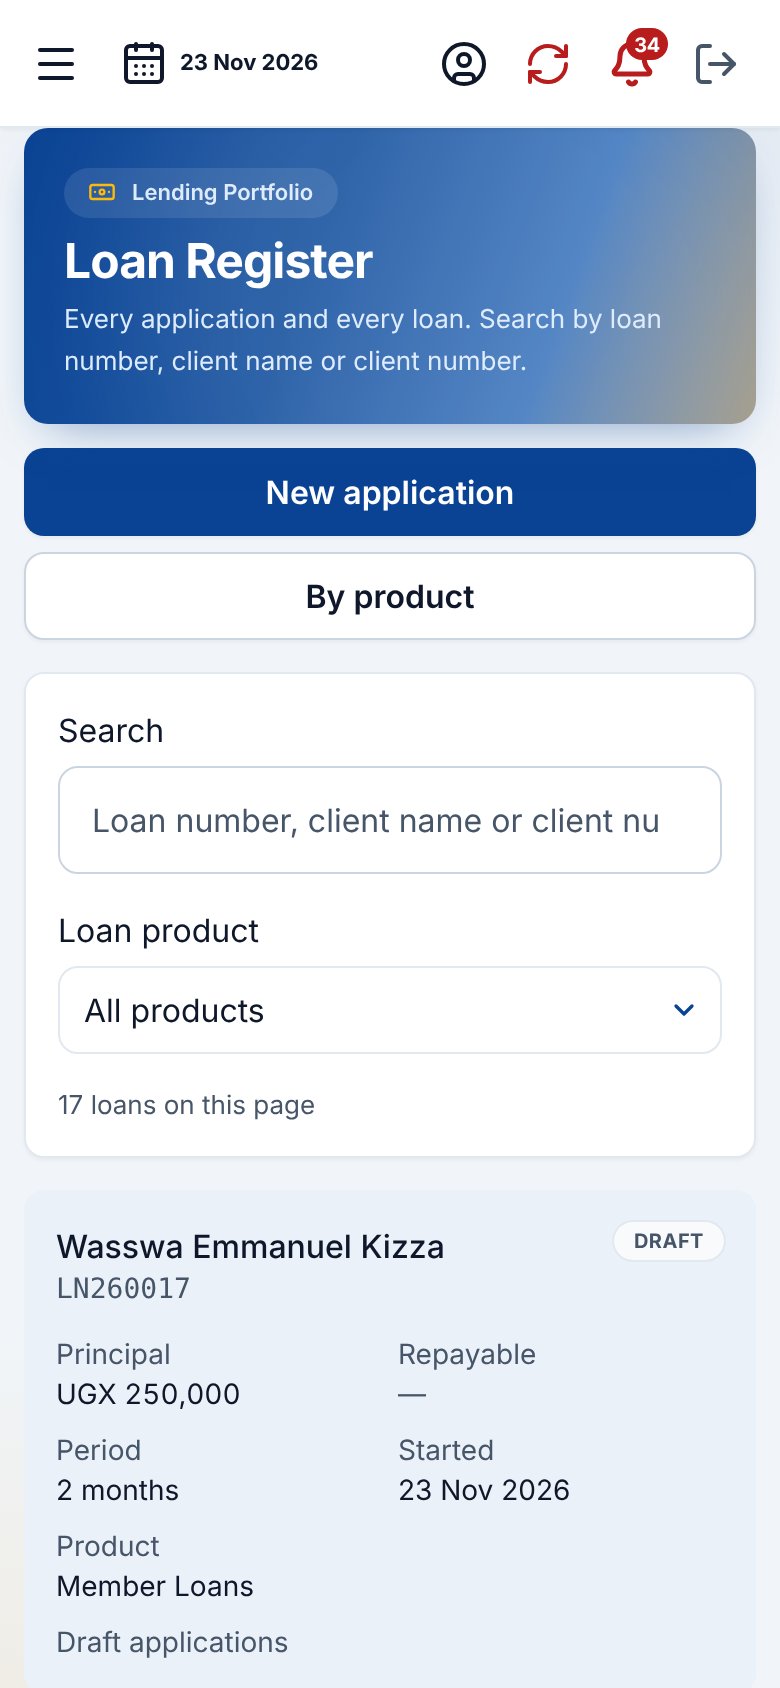 23 Nov 2026
34
Lending Portfolio
Loan Register
Every application and every loan. Search by loan
number, client name or client number.
New application
By product
Search
Loan number, client name or client nu
Loan product
All products
17 loans on this page
Wasswa Emmanuel Kizza
DRAFT
LN260017
Principal
Repayable
UGX 250,000
—
Period
Started
2 months
23 Nov 2026
Product
Member Loans
Draft applications